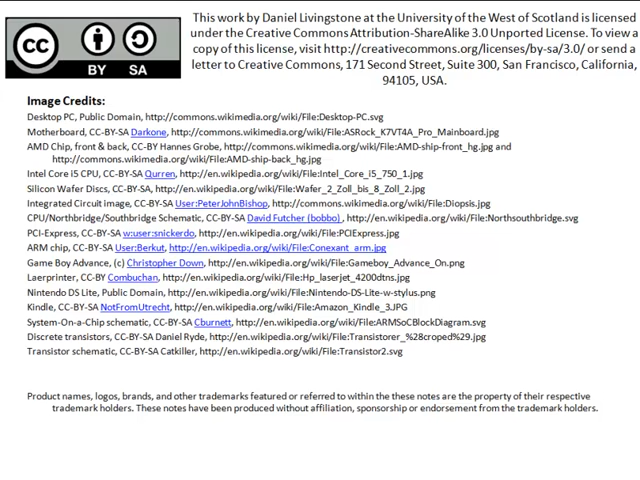 This work by Daniel Livingstone at the University of the West of Scotland is licensed
under the Creative Commons Attribution-ShareAlike 3.0 Unported License. To view a
copy of this license, visit http://creativecommons.org/licenses/by-sa/3.0/ or send a
letter to Creative Commons, 171 Second Street, Suite 300, San Francisco, California,
94105, USA.
cc
BY SA
Image Credits:
Desktop PC, Public Domain, http://commons.wikimedia.org/wiki/File:Desktop-PC.svg
Motherboard, CC-BY-SA Darkone, http://commons.wikimedia.org/wiki/File:ASRock_K7VT4A_Pro_Mainboard.jpg
AMD Chip, front & back, CC-BY Hannes Grobe, http://commons.wikimedia.org/wiki/File:AMD-ship-front_hg.jpg and
http://commons.wikimedia.org/wiki/File:AMD-ship-back_hg.jpg
Intel Core i5 CPU, CC-BY-SA Qurren, http://en.wikipedia.org/wiki/File:Intel_Core_i5_750_1.jpg
Silicon Wafer Discs, CC-BY-SA, http://en.wikipedia.org/wiki/File:Wafer_2_Zoll_bis_8_Zoll_2.jpg
Integrated Circuit image, CC-BY-SA User:PeterJohnBishop, http://commons.wikimedia.org/wiki/File:Diopsis.jpg
CPU/Northbridge/Southbridge Schematic, CC-BY-SA David Futcher (bobbo) , http://en.wikipedia.org/wiki/File:Northsouthbridge.svg
PCI-Express, CC-BY-SA w:user:snickerdo, http://en.wikipedia.org/wiki/File:PCIExpress.jpg
ARM chip, CC-BY-SA User:Berkut, http://en.wikipedia.org/wiki/File:Conexant_arm.jpg
Game Boy Advance, (c) Christopher Down, http://en.wikipedia.org/wiki/File:Gameboy_Advance_On.png
Laerprinter, CC-BY Combuchan, http://en.wikipedia.org/wiki/File:Hp_laserjet_4200dtns.jpg
Nintendo DS Lite, Public Domain, http://en.wikipedia.org/wiki/File:Nintendo-DS-Lite-w-stylus.png
Kindle, CC-BY-SA NotFromUtrecht, http://en.wikipedia.org/wiki/File:Amazon_Kindle_3.JPG
System-On-a-Chip schematic, CC-BY-SA Cburnett, http://en.wikipedia.org/wiki/File:ARMSoCBlockDiagram.svg
Discrete transistors, CC-BY-SA Daniel Ryde, http://en.wikipedia.org/wiki/File:Transistorer_%28croped%29.jpg
Transistor schematic, CC-BY-SA Catkiller, http://en.wikipedia.org/wiki/File:Transistor2.svg
Product names, logos, brands, and other trademarks featured or referred to within the these notes are the property of their respective
trademark holders. These notes have been produced without affiliation, sponsorship or endorsement from the trademark holders.